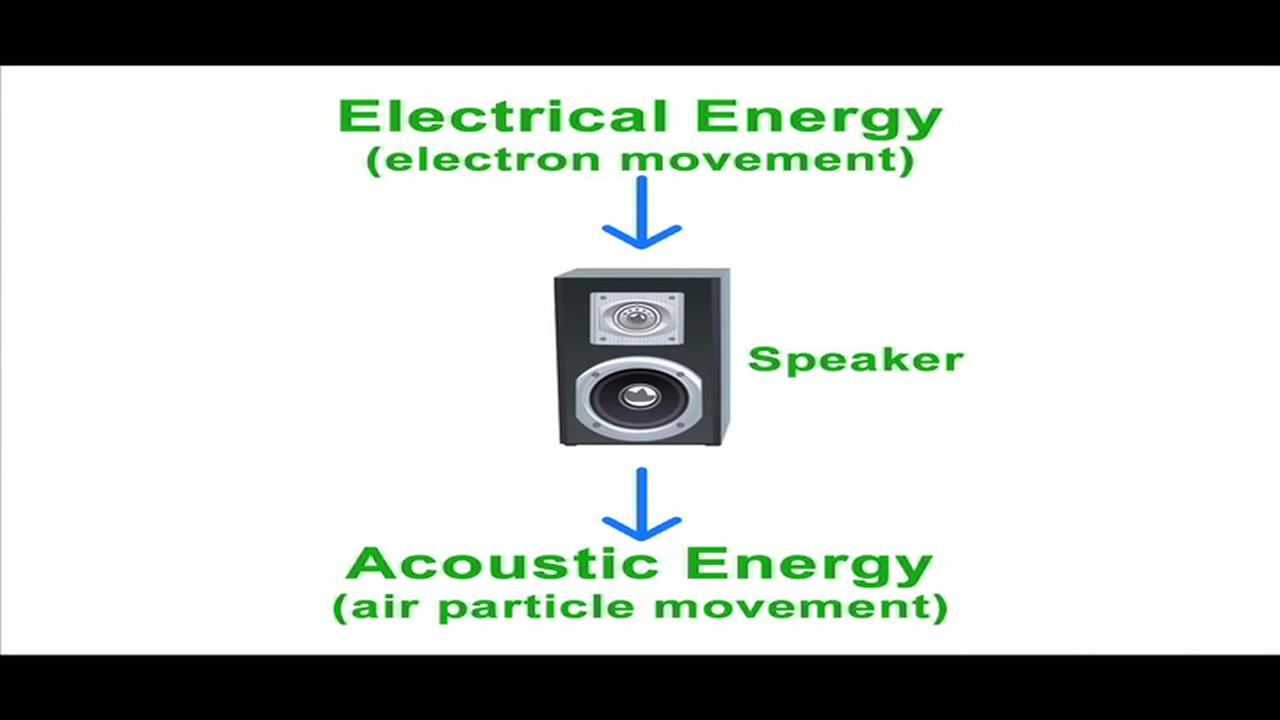 Electrical Energy
(electron movement)
Speaker
Acoustic Energy
(air particle movement)